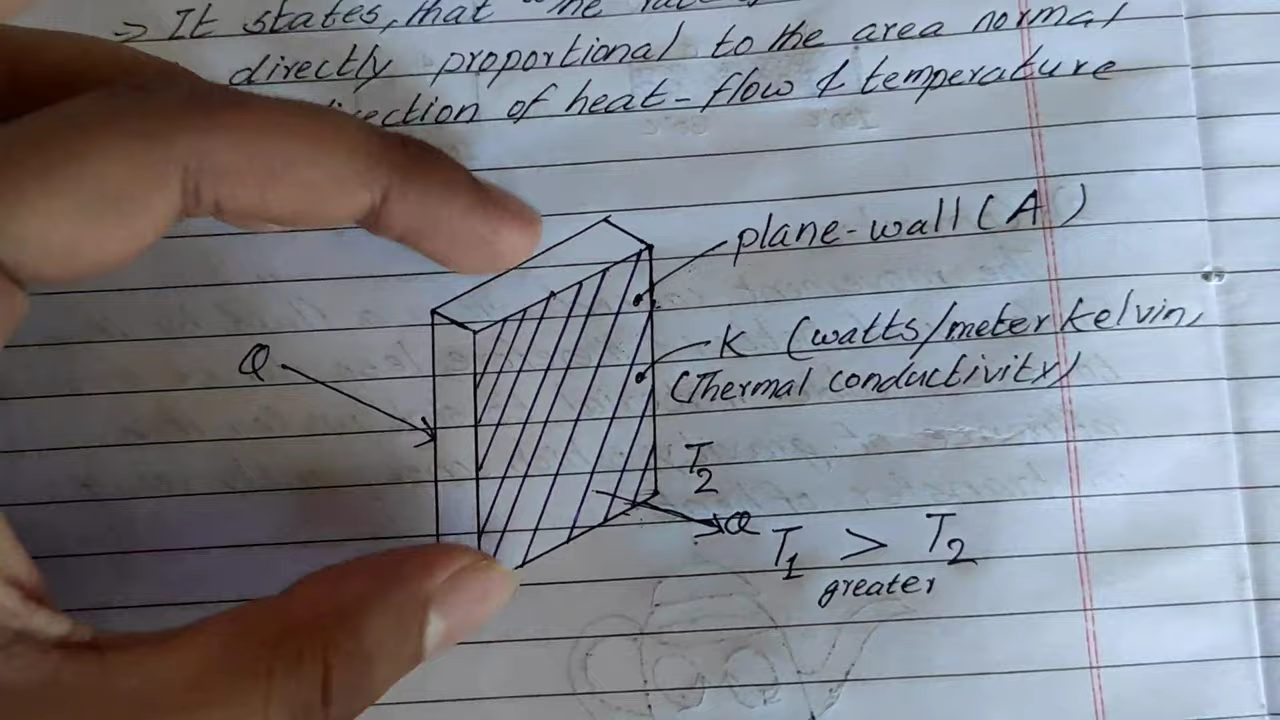 ⇒ It states, that the
directly proportional to the area normal
of heat-flow & temperature
plane-wall (A)
Q
K (watts/meter kelvin,
(Thermal conductivity)
T2
Q
T1 > T2
greater